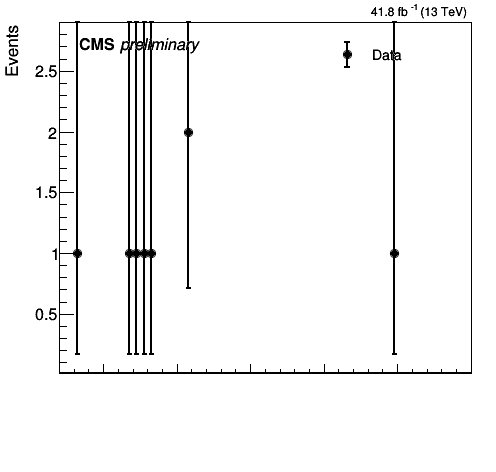 41.8 fb⁻¹ (13 TeV)
Events
CMS preliminary
Data
2.5
2
1.5
1
0.5